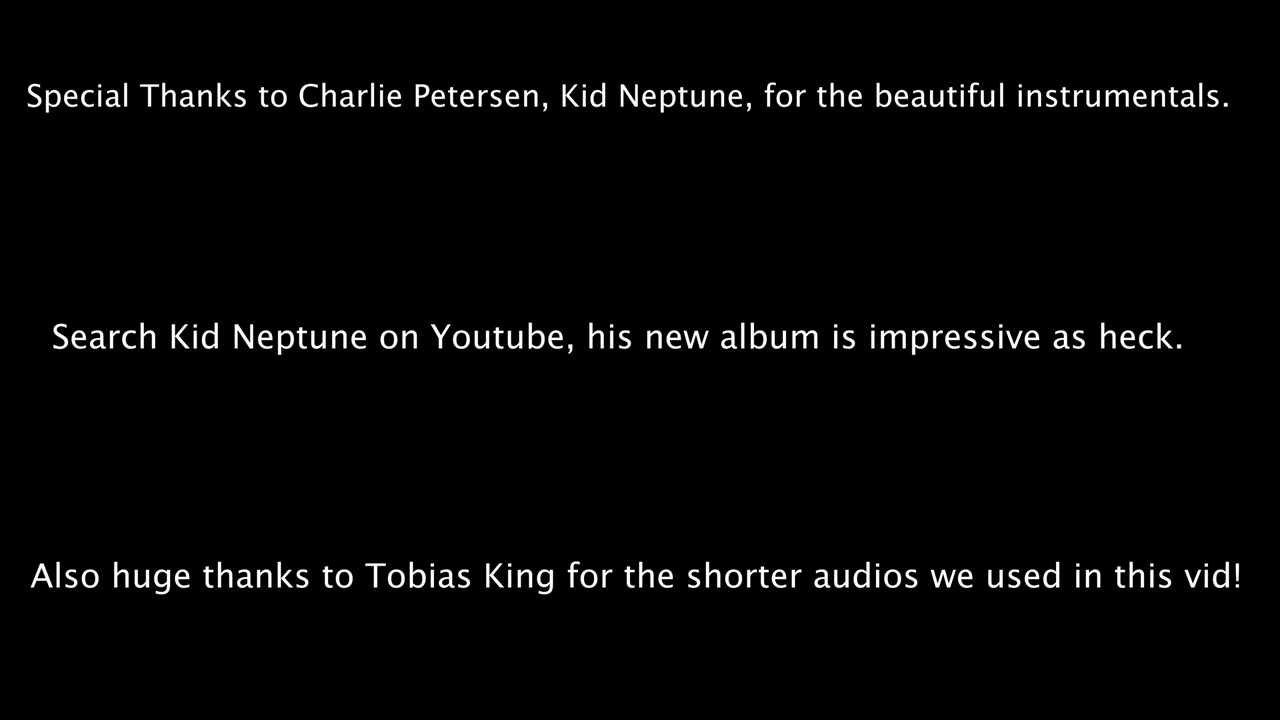 Special Thanks to Charlie Petersen, Kid Neptune, for the beautiful instrumentals.
Search Kid Neptune on Youtube, his new album is impressive as heck.
Also huge thanks to Tobias King for the shorter audios we used in this vid!